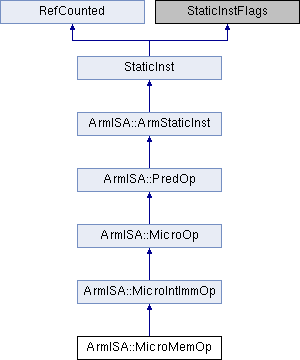 RefCounted
StaticInstFlags
StaticInst
ArmISA::ArmStaticInst
ArmISA::PredOp
ArmISA::MicroOp
ArmISA::MicroIntImmOp
ArmISA::MicroMemOp